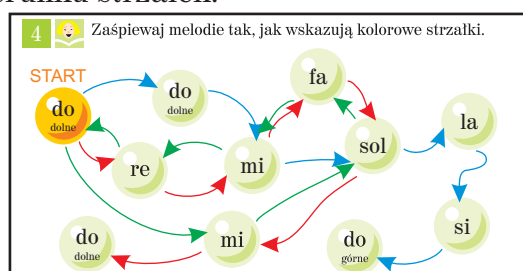 4 Zaśpiewaj melodie tak, jak wskazują kolorowe strzałki.
START
do
dolne
do
dolne
fa
la
re
mi
sol
do
dolne
mi
do
górne
si